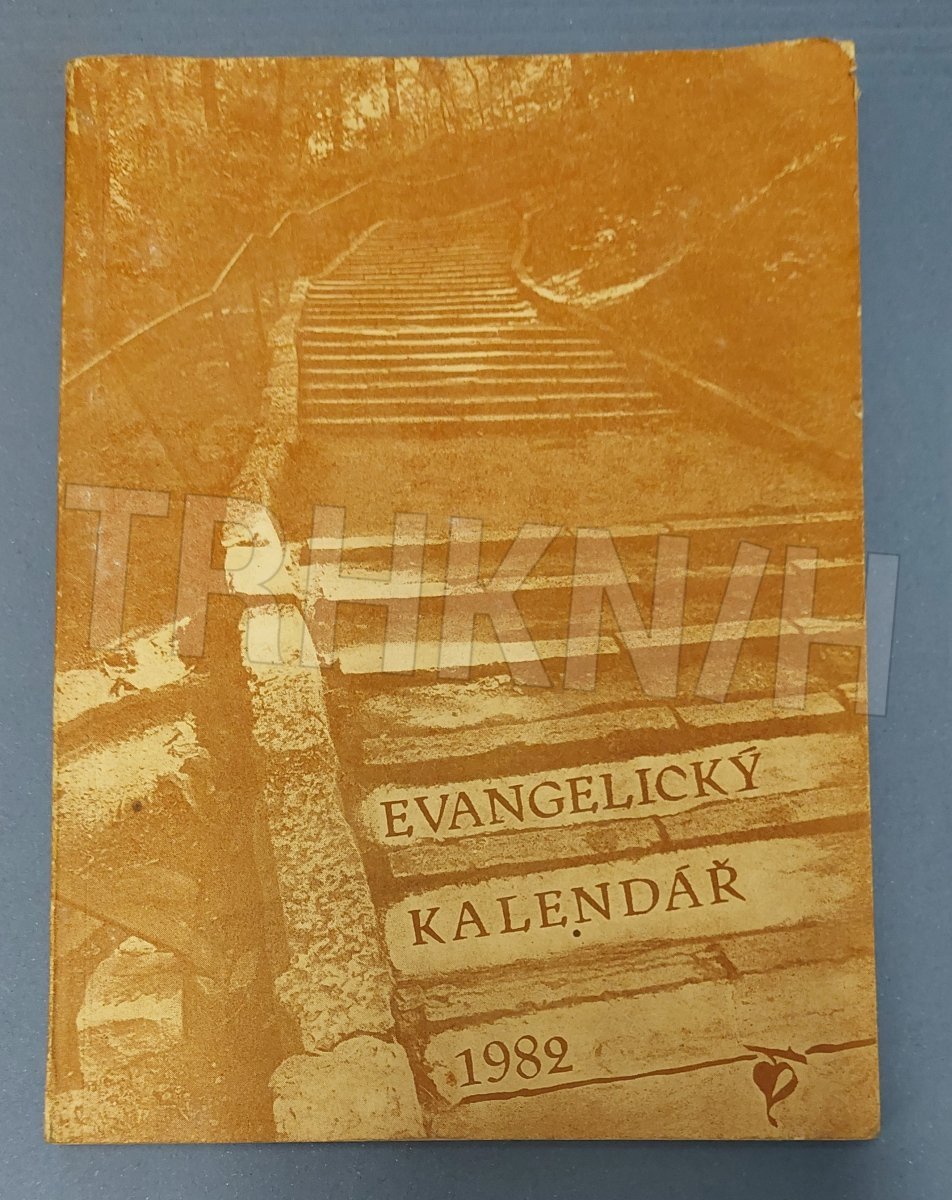 TRHKNIH
EVANGELICKÝ
KALENDÁŘ
1982